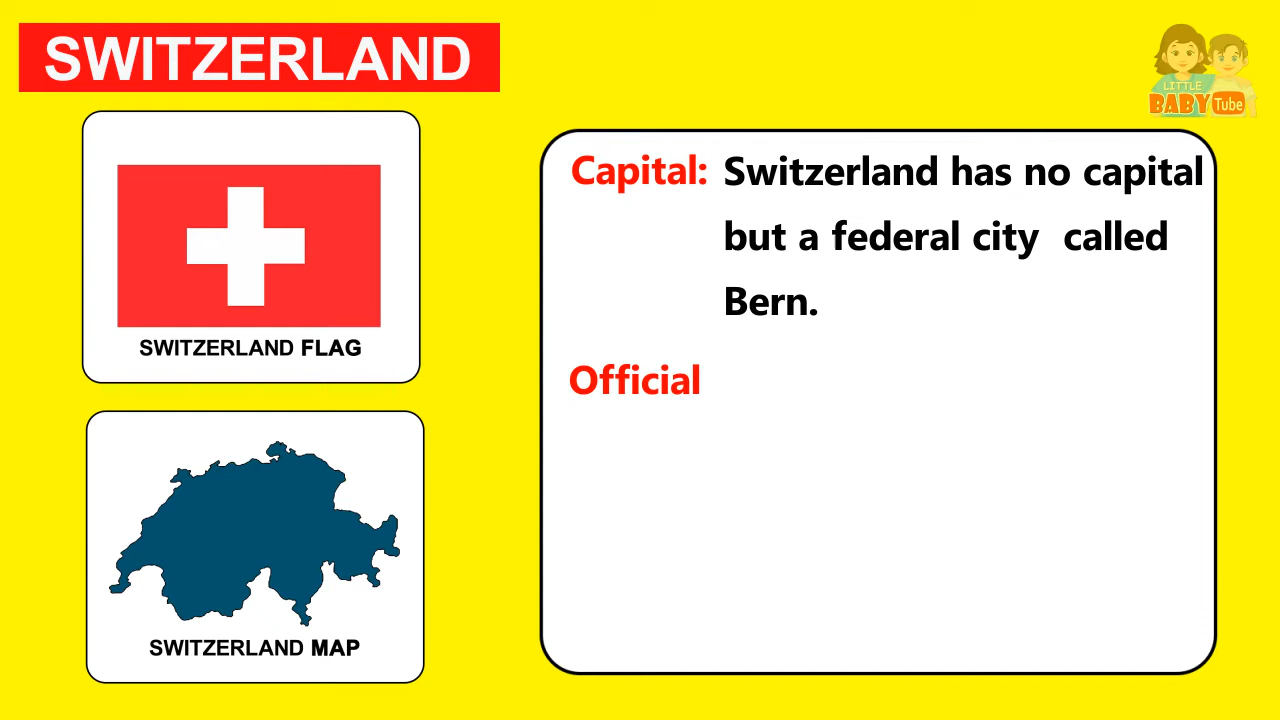 SWITZERLAND
LITTLE
BABY Tube
SWITZERLAND FLAG
SWITZERLAND MAP
Capital: Switzerland has no capital
but a federal city called
Bern.
Official